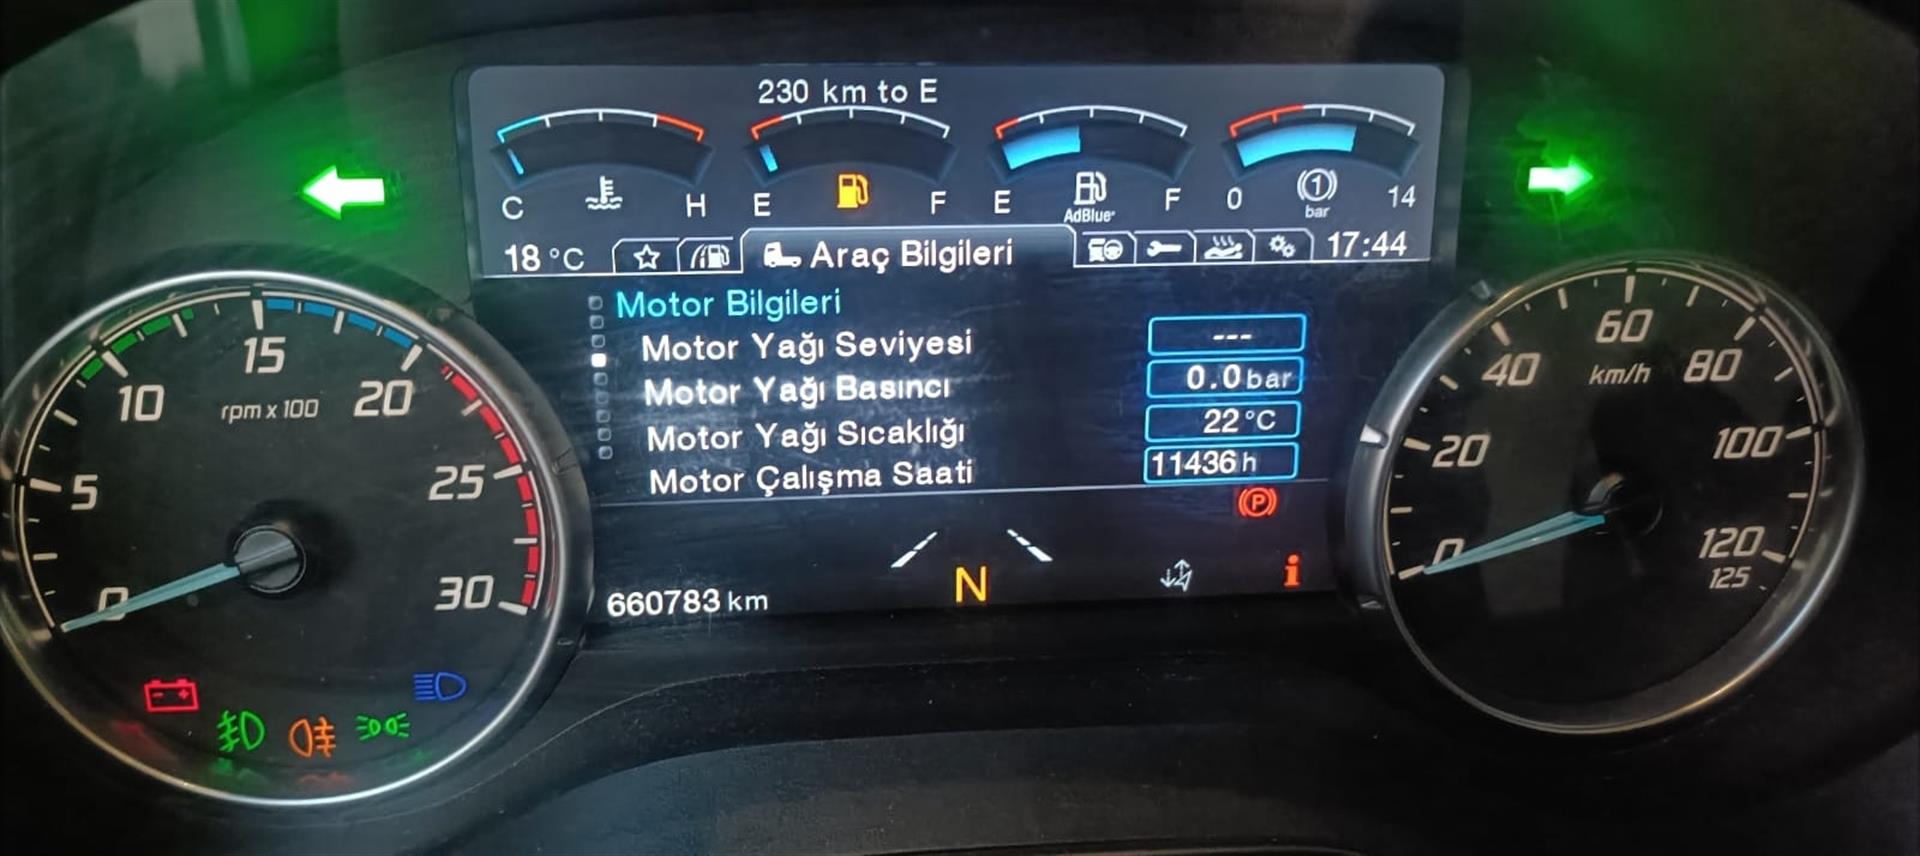 230 km to E
C H E F E AdBlue F 0 bar 14
18 °C Araç Bilgileri 17:44
Motor Bilgileri
Motor Yağı Seviyesi ---
Motor Yağı Basıncı 0.0 bar
Motor Yağı Sıcaklığı 22 °C
Motor Çalışma Saati 11436 h
P
N i
660783 km
0 5 10 15 20 25 30
rpm x 100
0 20 40 60 80 100 120
125
km/h